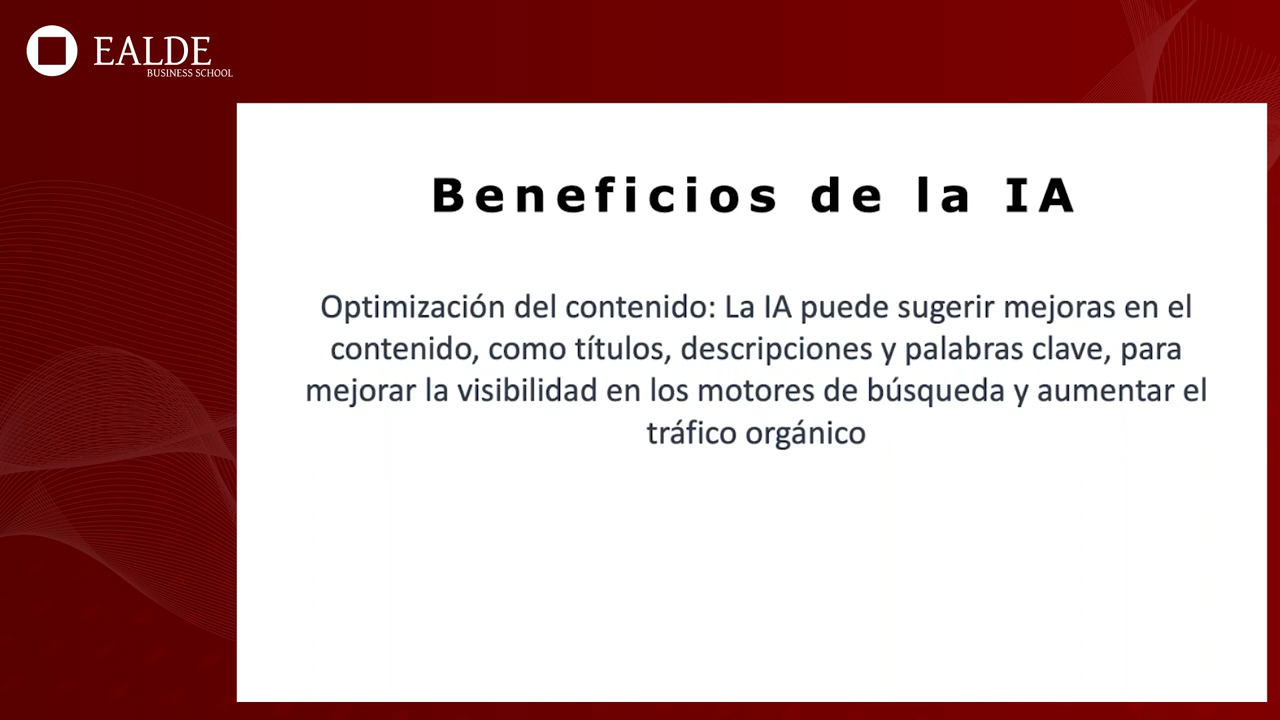 EALDE
BUSINESS SCHOOL
Beneficios de la IA
Optimización del contenido: La IA puede sugerir mejoras en el
contenido, como títulos, descripciones y palabras clave, para
mejorar la visibilidad en los motores de búsqueda y aumentar el
tráfico orgánico